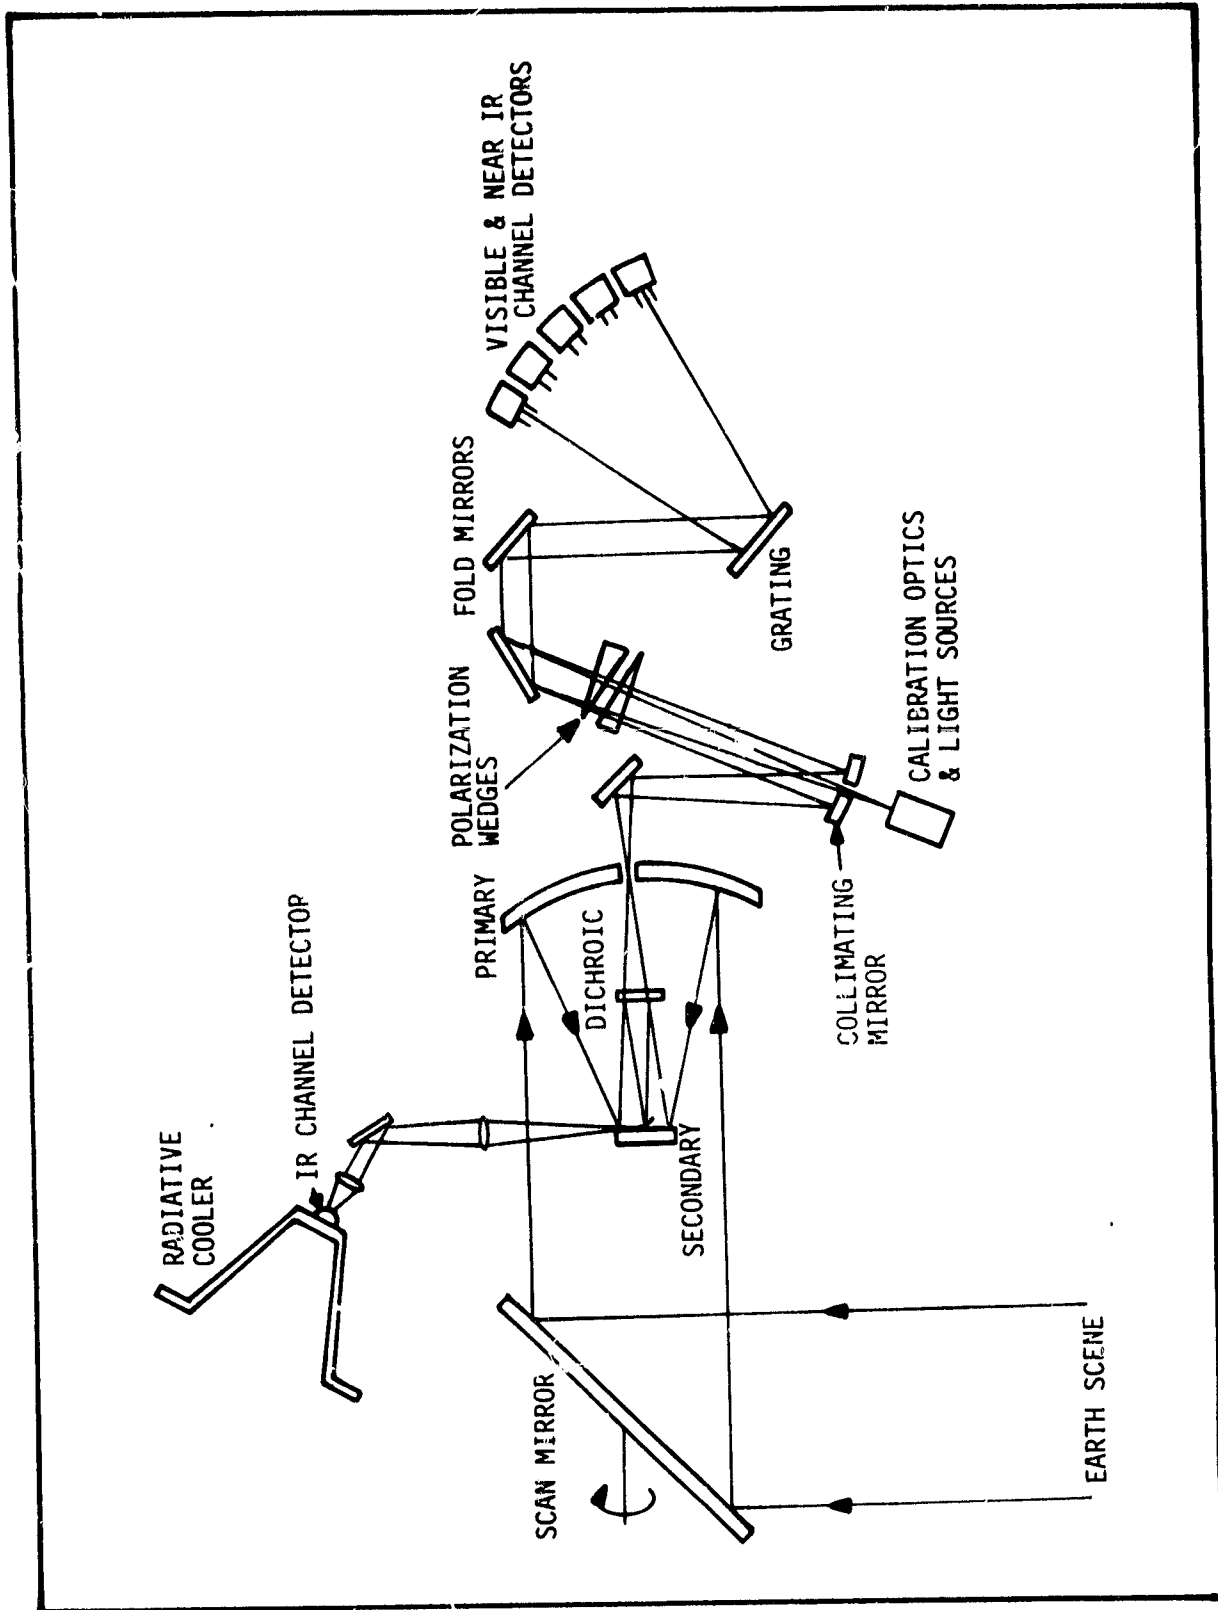 RADIATIVE
COOLER
IR CHANNEL DETECTOR
VISIBLE & NEAR IR
CHANNEL DETECTORS
PRIMARY
POLARIZATION
WEDGES
FOLD MIRRORS
SCAN MIRROR
DICHROIC
SECONDARY
GRATING
COLLIMATING
MIRROR
CALIBRATION OPTICS
& LIGHT SOURCES
EARTH SCENE